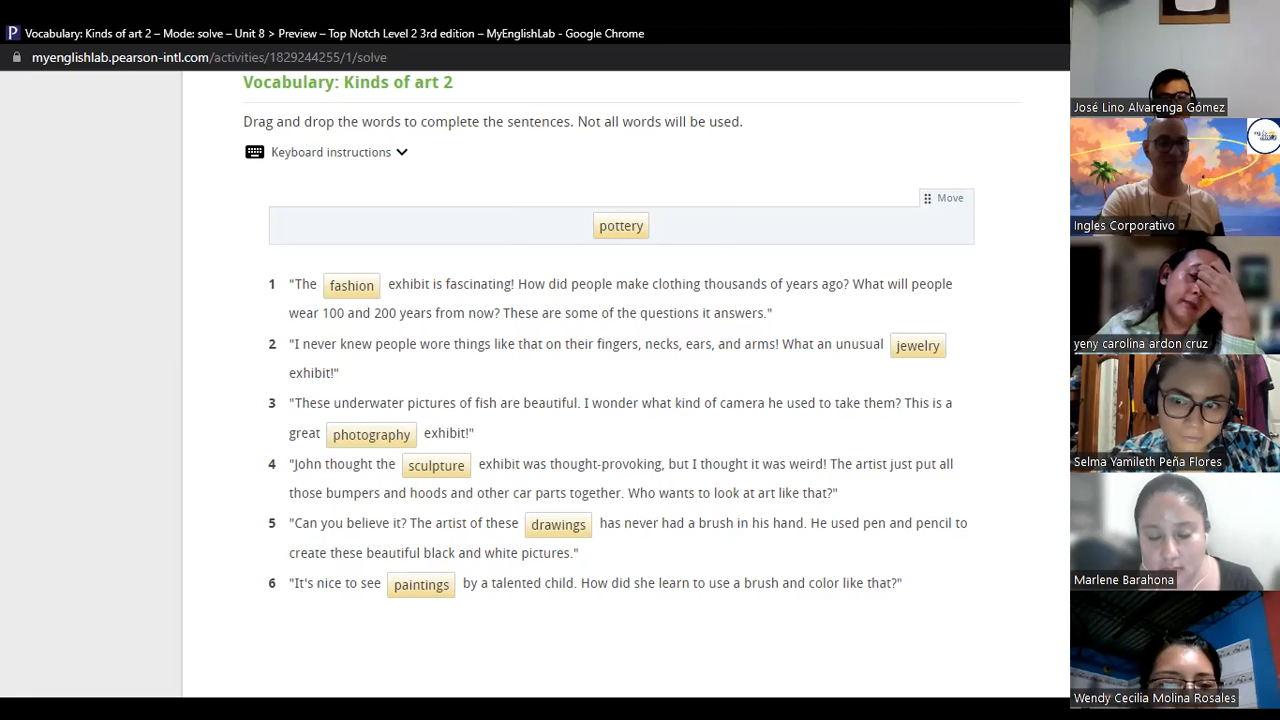 Vocabulary: Kinds of art 2 – Mode: solve – Unit 8 > Preview – Top Notch Level 2 3rd edition – MyEnglishLab - Google Chrome
myenglishlab.pearson-intl.com/activities/1829244255/1/solve
Vocabulary: Kinds of art 2
Drag and drop the words to complete the sentences. Not all words will be used.
Keyboard instructions
Move
pottery
1 "The fashion exhibit is fascinating! How did people make clothing thousands of years ago? What will people
wear 100 and 200 years from now? These are some of the questions it answers."
2 "I never knew people wore things like that on their fingers, necks, ears, and arms! What an unusual jewelry
exhibit!"
3 "These underwater pictures of fish are beautiful. I wonder what kind of camera he used to take them? This is a
great photography exhibit!"
4 "John thought the sculpture exhibit was thought-provoking, but I thought it was weird! The artist just put all
those bumpers and hoods and other car parts together. Who wants to look at art like that?"
5 "Can you believe it? The artist of these drawings has never had a brush in his hand. He used pen and pencil to
create these beautiful black and white pictures."
6 "It's nice to see paintings by a talented child. How did she learn to use a brush and color like that?"
José Lino Alvarenga Gómez
Ingles Corporativo
yeny carolina ardon cruz
Selma Yamileth Peña Flores
Marlene Barahona
Wendy Cecilia Molina Rosales